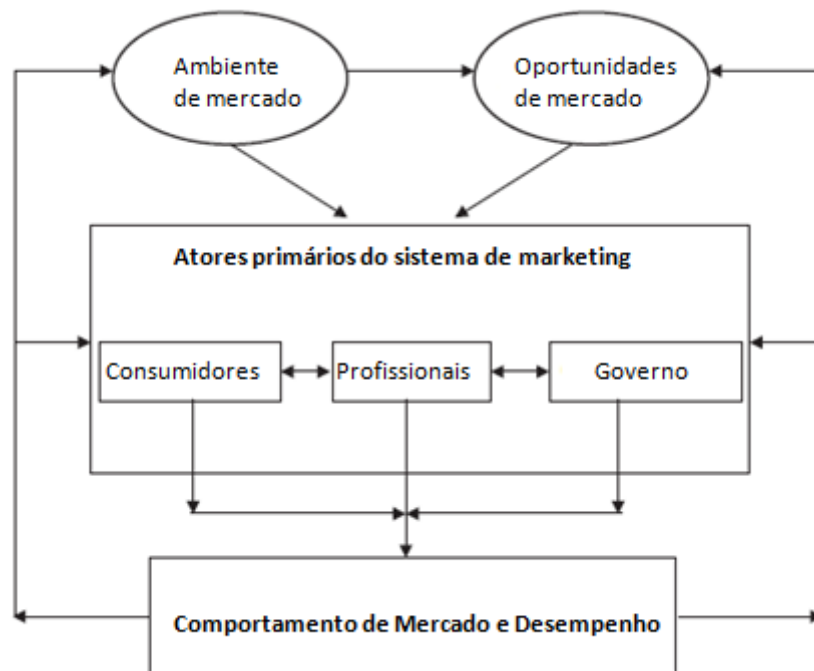 Ambiente
de mercado
Oportunidades
de mercado
Atores primários do sistema de marketing
Consumidores
Profissionais
Governo
Comportamento de Mercado e Desempenho